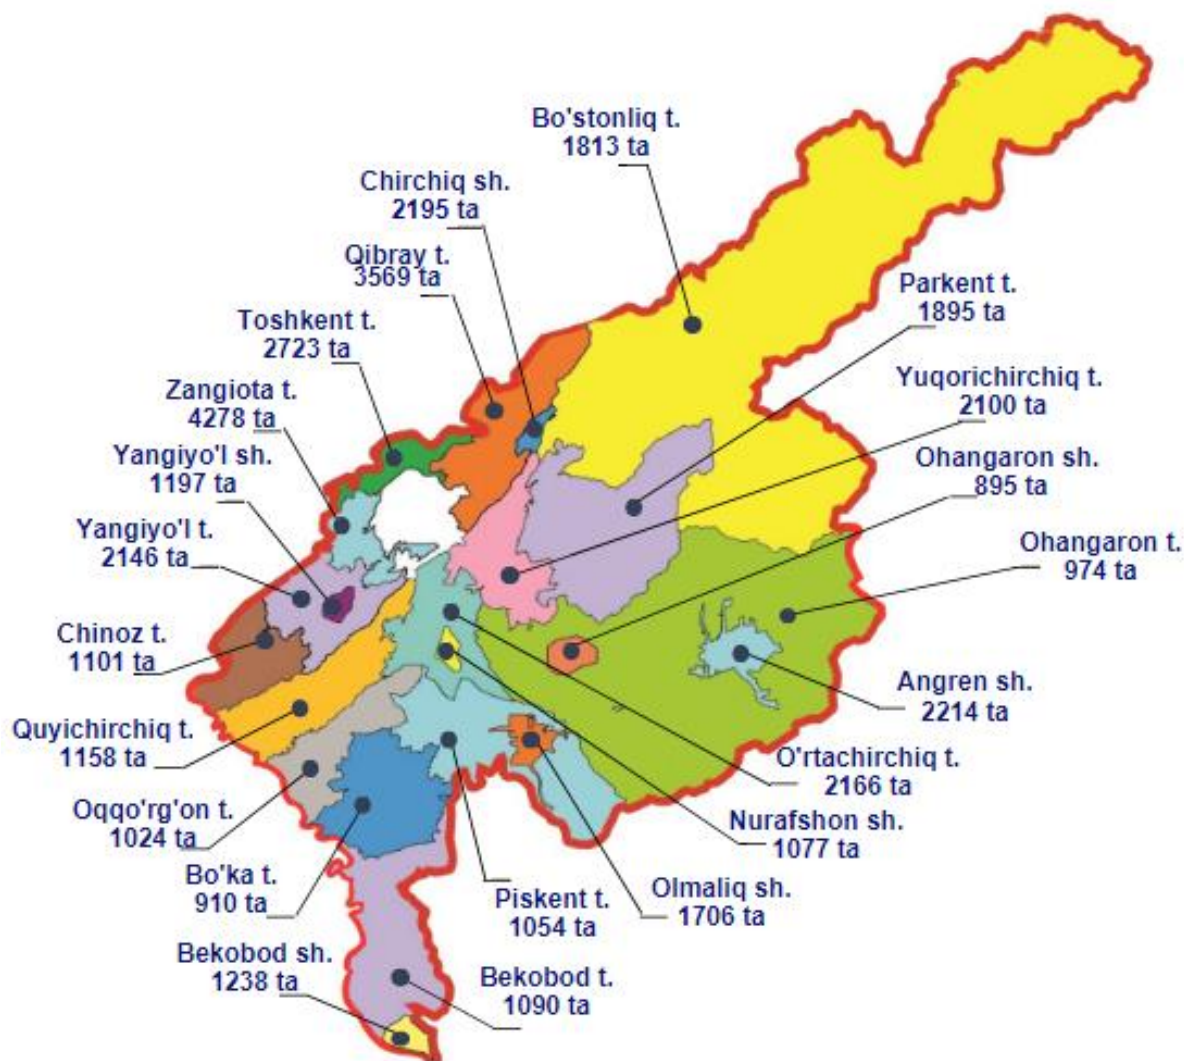 Bo'stonliq t.
1813 ta
Chirchiq sh.
2195 ta
Qibray t.
3569 ta
Parkent t.
1895 ta
Toshkent t.
2723 ta
Yuqorichirchiq t.
2100 ta
Zangiota t.
4278 ta
Yangiyo'l sh.
1197 ta
Ohangaron sh.
895 ta
Yangiyo'l t.
2146 ta
Ohangaron t.
974 ta
Chinoz t.
1101 ta
Angren sh.
2214 ta
Quyichirchiq t.
1158 ta
O'rtachirchiq t.
2166 ta
Oqqo'rg'on t.
1024 ta
Nurafshon sh.
1077 ta
Bo'ka t.
910 ta
Piskent t.
1054 ta
Olmaliq sh.
1706 ta
Bekobod sh.
1238 ta
Bekobod t.
1090 ta